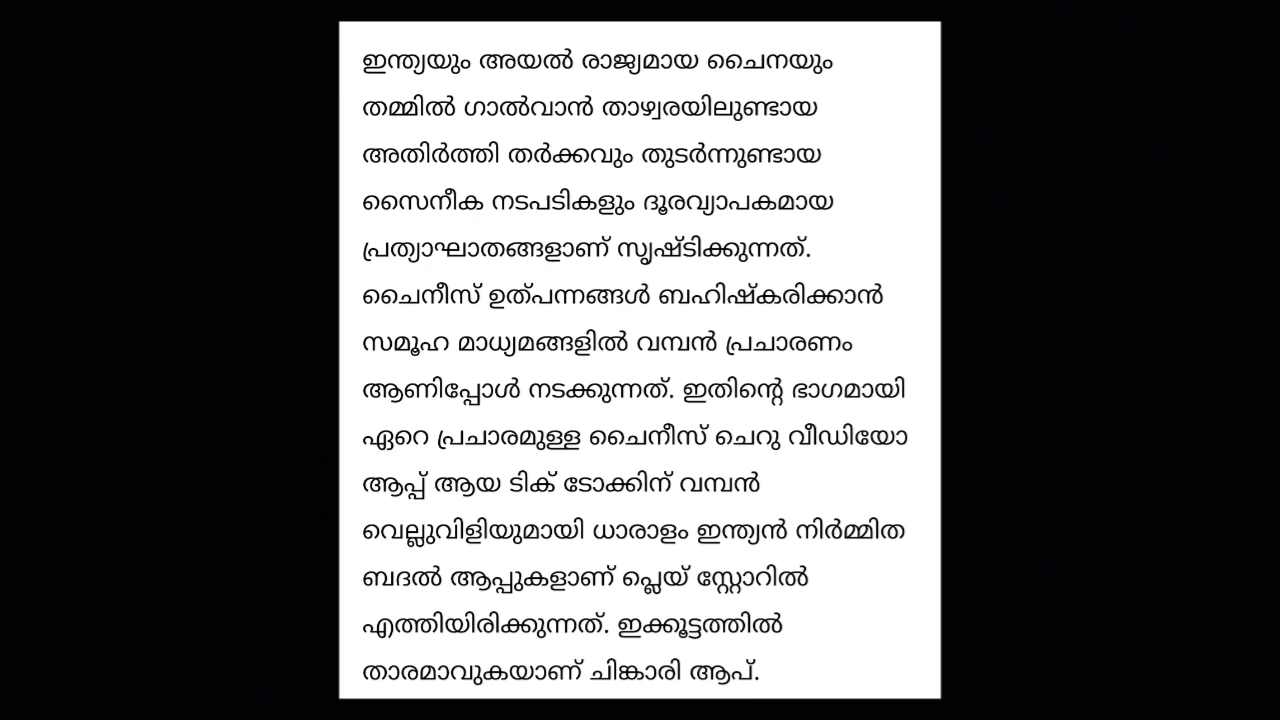 ഇന്ത്യയും അയൽ രാജ്യമായ ചൈനയും
തമ്മിൽ ഗാൽവാൻ താഴ്വരയിലുണ്ടായ
അതിർത്തി തർക്കവും തുടർന്നുണ്ടായ
സൈനീക നടപടികളും ദൂരവ്യാപകമായ
പ്രത്യാഘാതങ്ങളാണ് സൃഷ്ടിക്കുന്നത്.
ചൈനീസ് ഉത്പന്നങ്ങൾ ബഹിഷ്കരിക്കാൻ
സമൂഹ മാധ്യമങ്ങളിൽ വമ്പൻ പ്രചാരണം
ആണിപ്പോൾ നടക്കുന്നത്. ഇതിന്റെ ഭാഗമായി
ഏറെ പ്രചാരമുള്ള ചൈനീസ് ചെറു വീഡിയോ
ആപ്പ് ആയ ടിക് ടോക്കിന് വമ്പൻ
വെല്ലുവിളിയുമായി ധാരാളം ഇന്ത്യൻ നിർമ്മിത
ബദൽ ആപ്പുകളാണ് പ്ലെയ് സ്റ്റോറിൽ
എത്തിയിരിക്കുന്നത്. ഇക്കൂട്ടത്തിൽ
താരമാവുകയാണ് ചിങ്കാരി ആപ്.